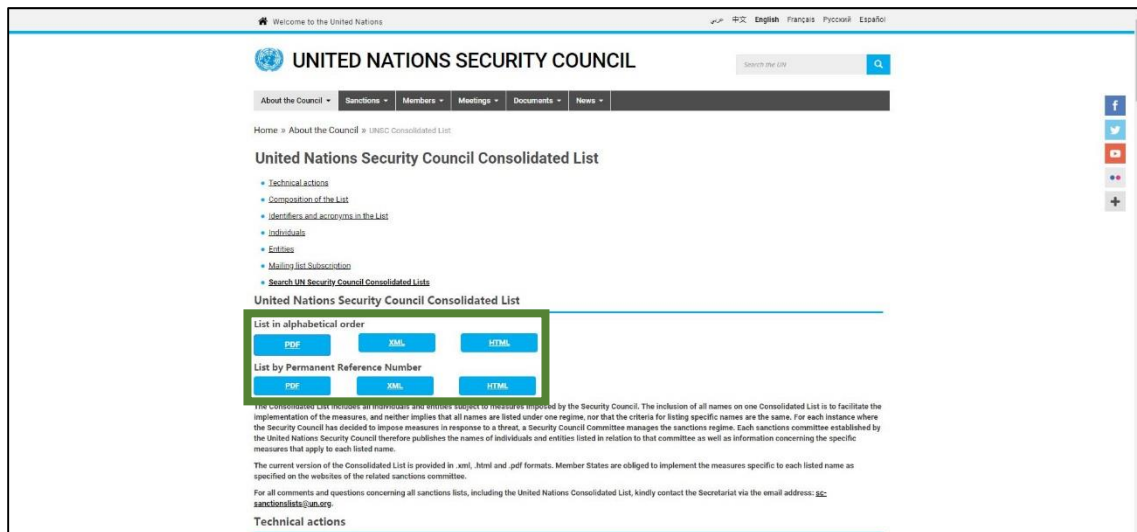 Welcome to the United Nations
عربي 中文 English Français Русский Español
UNITED NATIONS SECURITY COUNCIL
Search the UN
About the Council Sanctions Members Meetings Documents News
Home » About the Council » UNSC Consolidated List
United Nations Security Council Consolidated List
Technical actions
Composition of the List
Identifiers and acronyms in the List
Individuals
Entities
Mailing list Subscription
Search UN Security Council Consolidated Lists
United Nations Security Council Consolidated List
List in alphabetical order
PDF XML HTML
List by Permanent Reference Number
PDF XML HTML
The Consolidated List includes all individuals and entities subject to measures imposed by the Security Council. The inclusion of all names on one Consolidated List is to facilitate the
implementation of the measures, and neither implies that all names are listed under one regime, nor that the criteria for listing specific names are the same. For each instance where
the Security Council has decided to impose measures in response to a threat, a Security Council Committee manages the sanctions regime. Each sanctions committee established by
the United Nations Security Council therefore publishes the names of individuals and entities listed in relation to that committee as well as information concerning the specific
measures that apply to each listed name.
The current version of the Consolidated List is provided in .xml, .html and .pdf formats. Member States are obliged to implement the measures specific to each listed name as
specified on the websites of the related sanctions committee.
For all comments and questions concerning all sanctions lists, including the United Nations Consolidated List, kindly contact the Secretariat via the email address: sc-
sanctionslists@un.org.
Technical actions